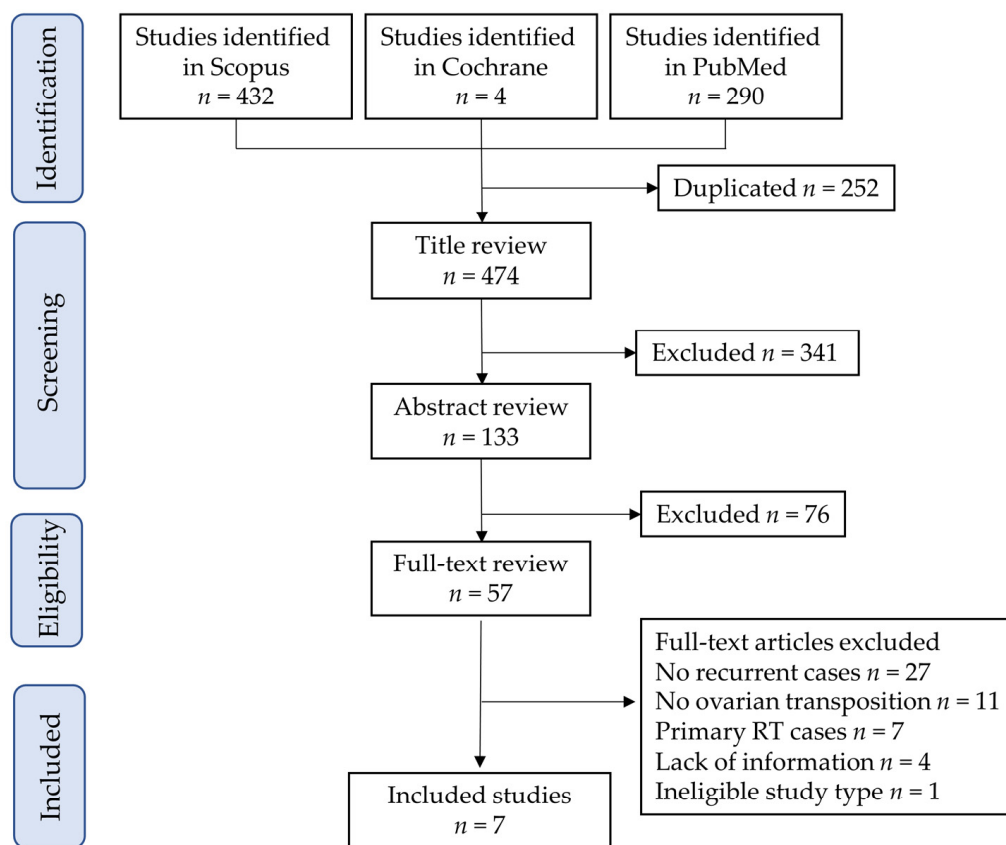 Identification
Studies identified
in Scopus
n = 432
Studies identified
in Cochrane
n = 4
Studies identified
in PubMed
n = 290
Duplicated n = 252
Screening
Title review
n = 474
Excluded n = 341
Abstract review
n = 133
Excluded n = 76
Eligibility
Full-text review
n = 57
Full-text articles excluded
No recurrent cases n = 27
No ovarian transposition n = 11
Primary RT cases n = 7
Lack of information n = 4
Ineligible study type n = 1
Included
Included studies
n = 7